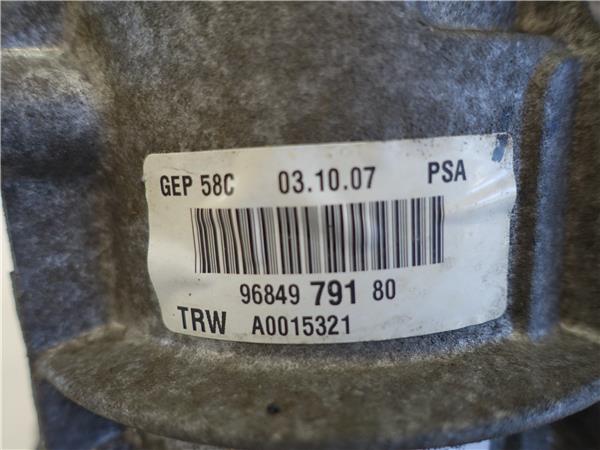 GEP 58C 03.10.07 PSA
96849 791 80
TRW A0015321